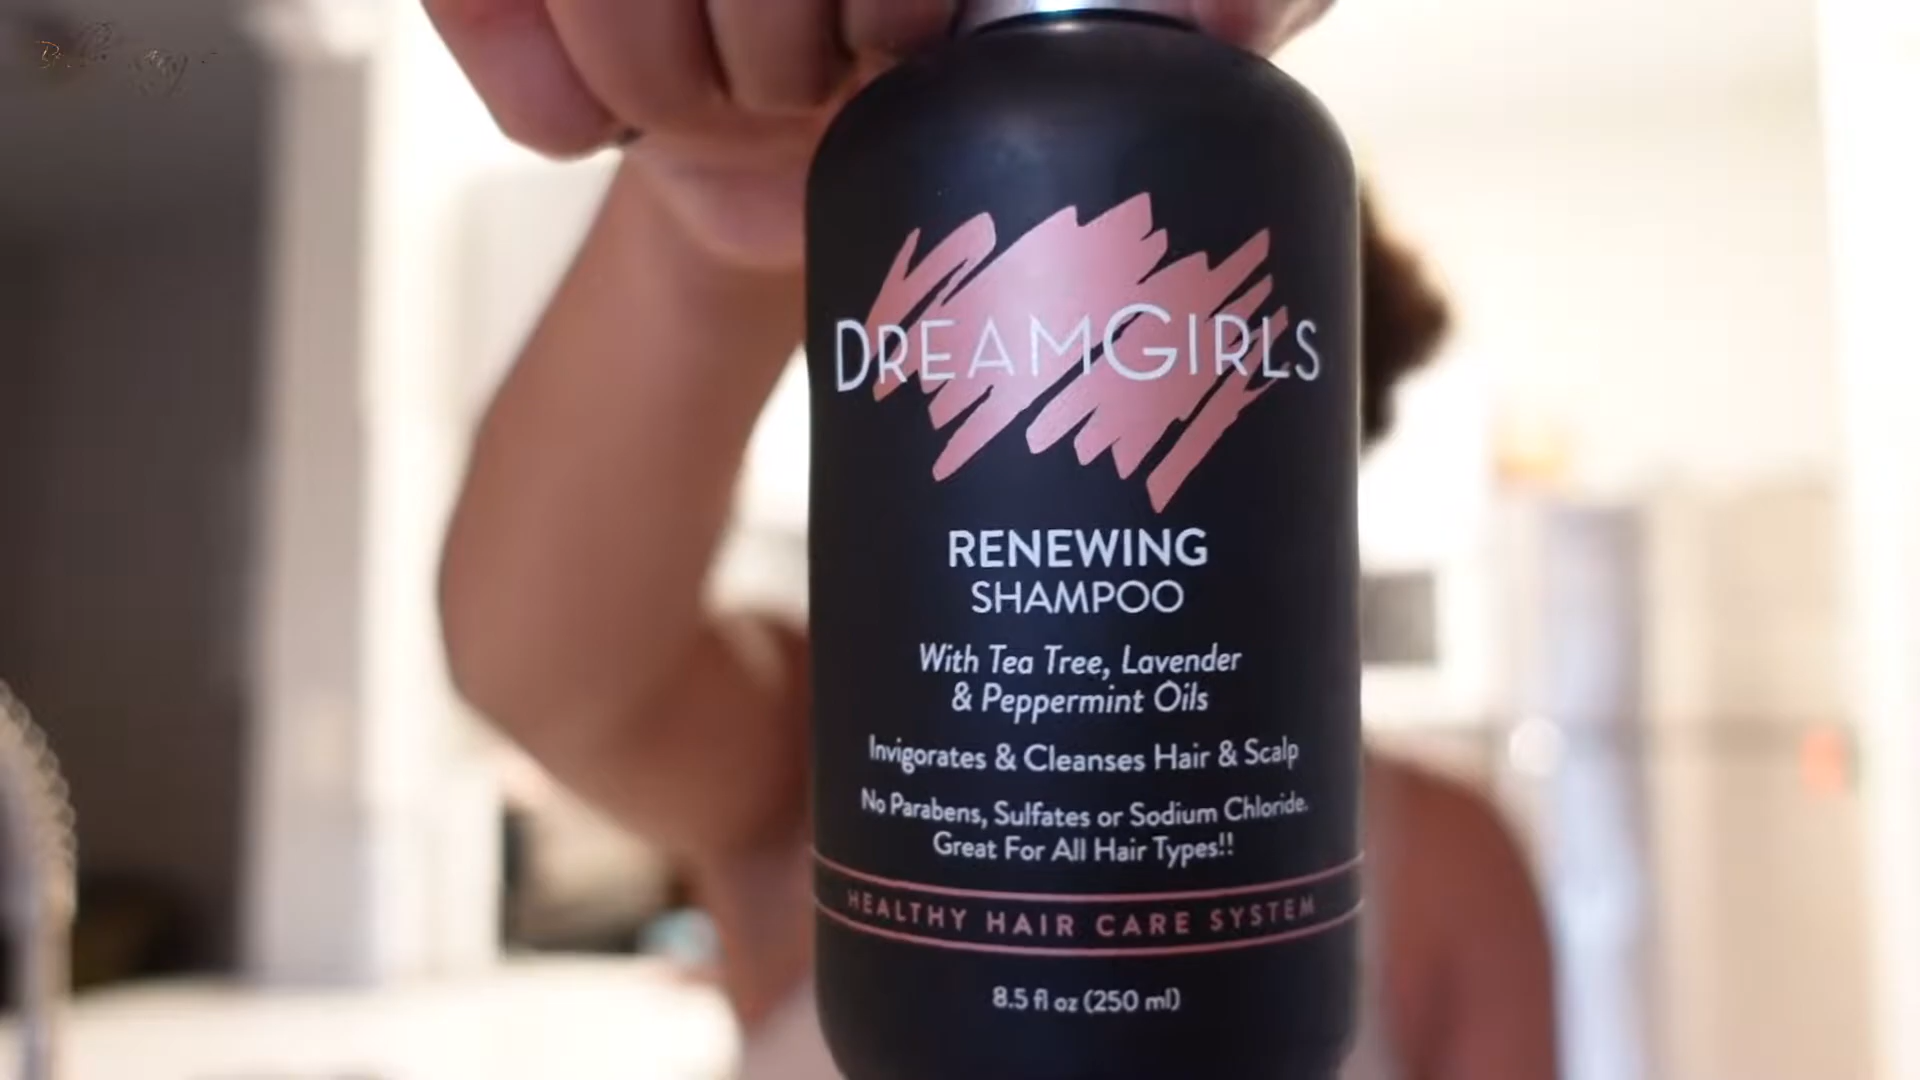 DREAMGIRLS
RENEWING
SHAMPOO
With Tea Tree, Lavender
& Peppermint Oils
Invigorates & Cleanses Hair & Scalp
No Parabens, Sulfates or Sodium Chloride.
Great For All Hair Types!!
HEALTHY HAIR CARE SYSTEM
8.5 fl oz (250 ml)